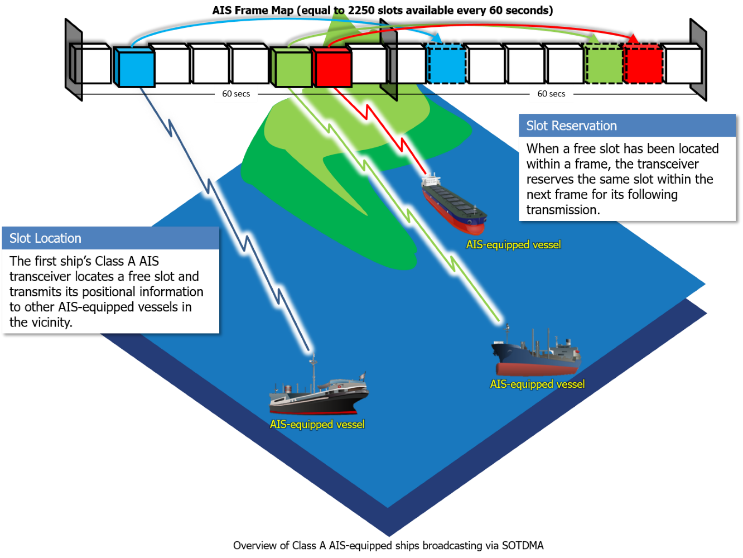 AIS Frame Map (equal to 2250 slots available every 60 seconds)
60 secs
60 secs
Slot Reservation
When a free slot has been located
within a frame, the transceiver
reserves the same slot within the
next frame for its following
transmission.
AIS-equipped vessel
Slot Location
The first ship's Class A AIS
transceiver locates a free slot and
transmits its positional information
to other AIS-equipped vessels in
the vicinity.
AIS-equipped vessel
AIS-equipped vessel
Overview of Class A AIS-equipped ships broadcasting via SOTDMA